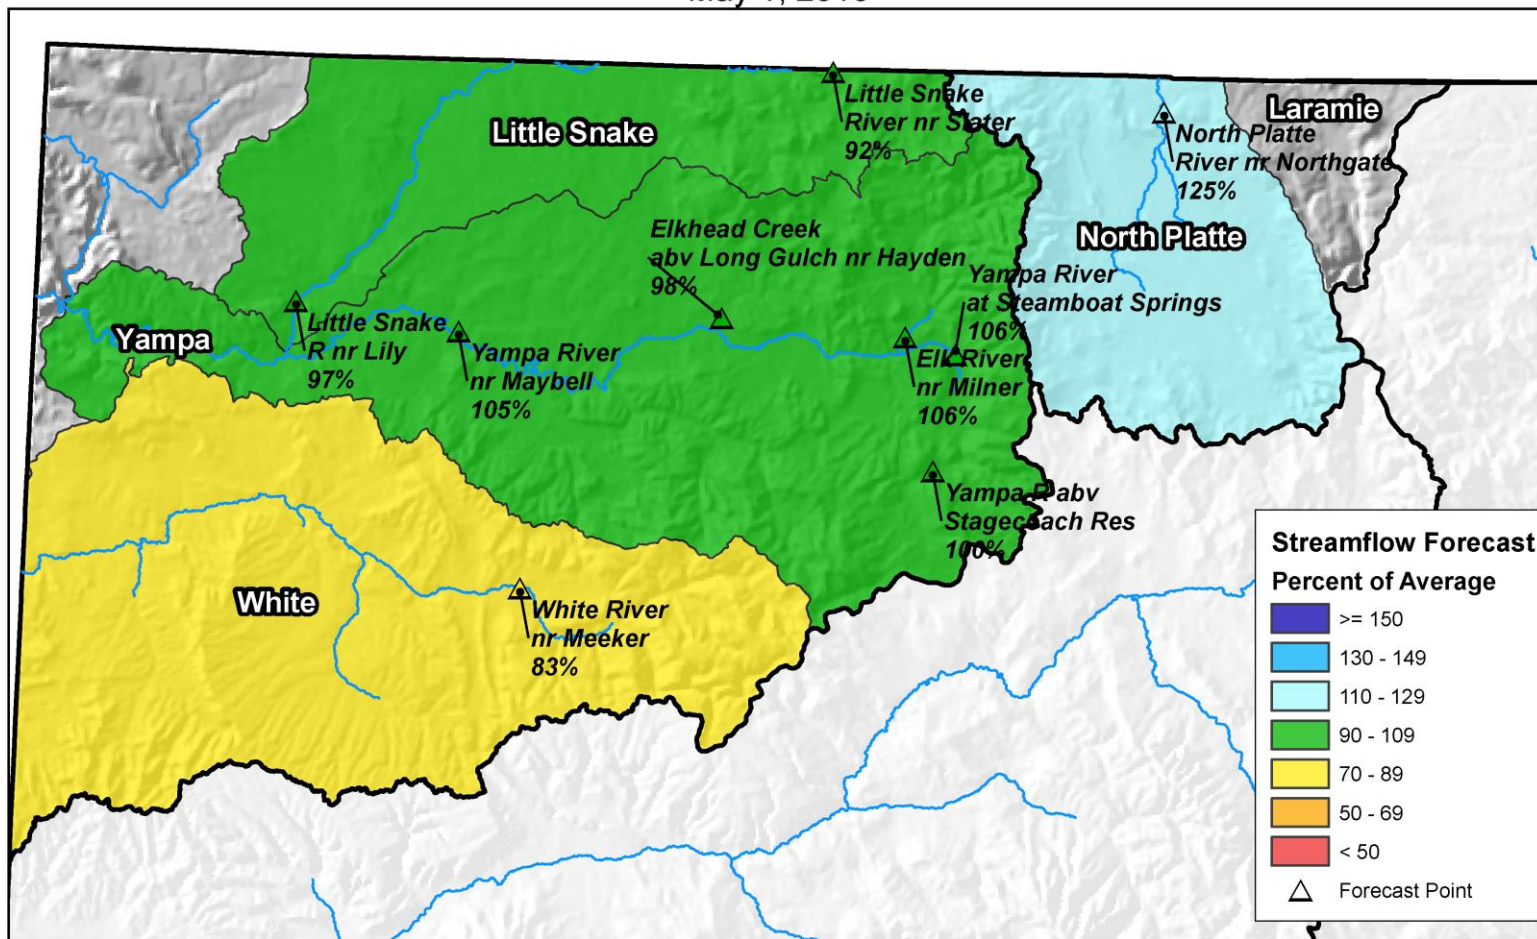 Little Snake
River nr Slater
92%
Laramie
Little Snake
North Platte
River nr Northgate
125%
Elkhead Creek
abv Long Gulch nr Hayden
98%
North Platte
Yampa River
at Steamboat Springs
106%
Yampa
Little Snake
R nr Lily
97%
Yampa River
nr Maybell
105%
Elk River
nr Milner
106%
Yampa R abv
Stagecoach Res
100%
White
White River
nr Meeker
83%
Streamflow Forecast
Percent of Average
>= 150
130 - 149
110 - 129
90 - 109
70 - 89
50 - 69
< 50
Forecast Point